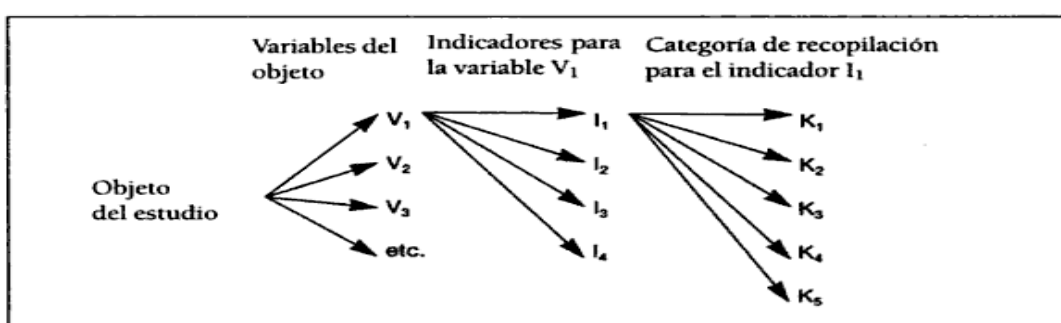 Variables del
objeto
Indicadores para
la variable V₁
Categoría de recopilación
para el indicador I₁
Objeto
del estudio
V₁
V₂
V₃
etc.
I₁
I₂
I₃
I₄
K₁
K₂
K₃
K₄
K₅